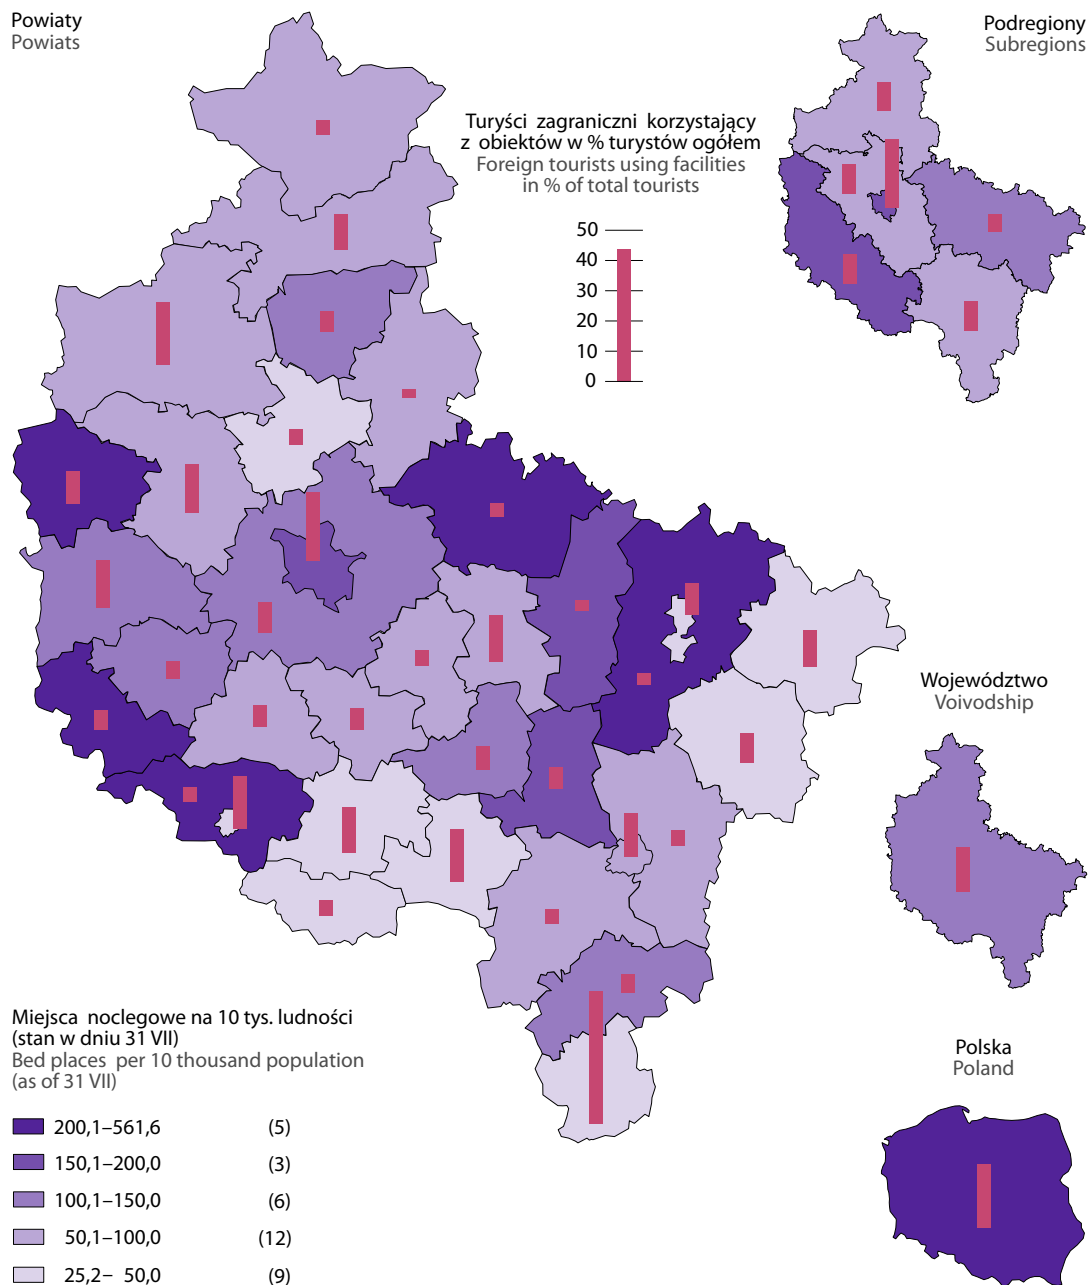 Powiaty
Powiats
Podregiony
Subregions
Turyści zagraniczni korzystający
z obiektów w % turystów ogółem
Foreign tourists using facilities
in % of total tourists
50
40
30
20
10
0
Województwo
Voivodship
Miejsca noclegowe na 10 tys. ludności
(stan w dniu 31 VII)
Bed places per 10 thousand population
(as of 31 VII)
200,1–561,6 (5)
150,1–200,0 (3)
100,1–150,0 (6)
50,1–100,0 (12)
25,2– 50,0 (9)
Polska
Poland